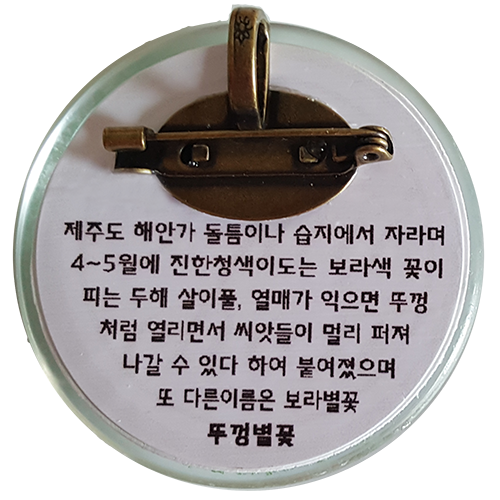 제주도 해안가 돌틈이나 습지에서 자라며
4~5월에 진한청색이도는 보라색 꽃이
피는 두해 살이풀, 열매가 익으면 뚜껑
처럼 열리면서 씨앗들이 멀리 퍼져
나갈 수 있다 하여 붙여졌으며
또 다른이름은 보라별꽃
뚜껑별꽃